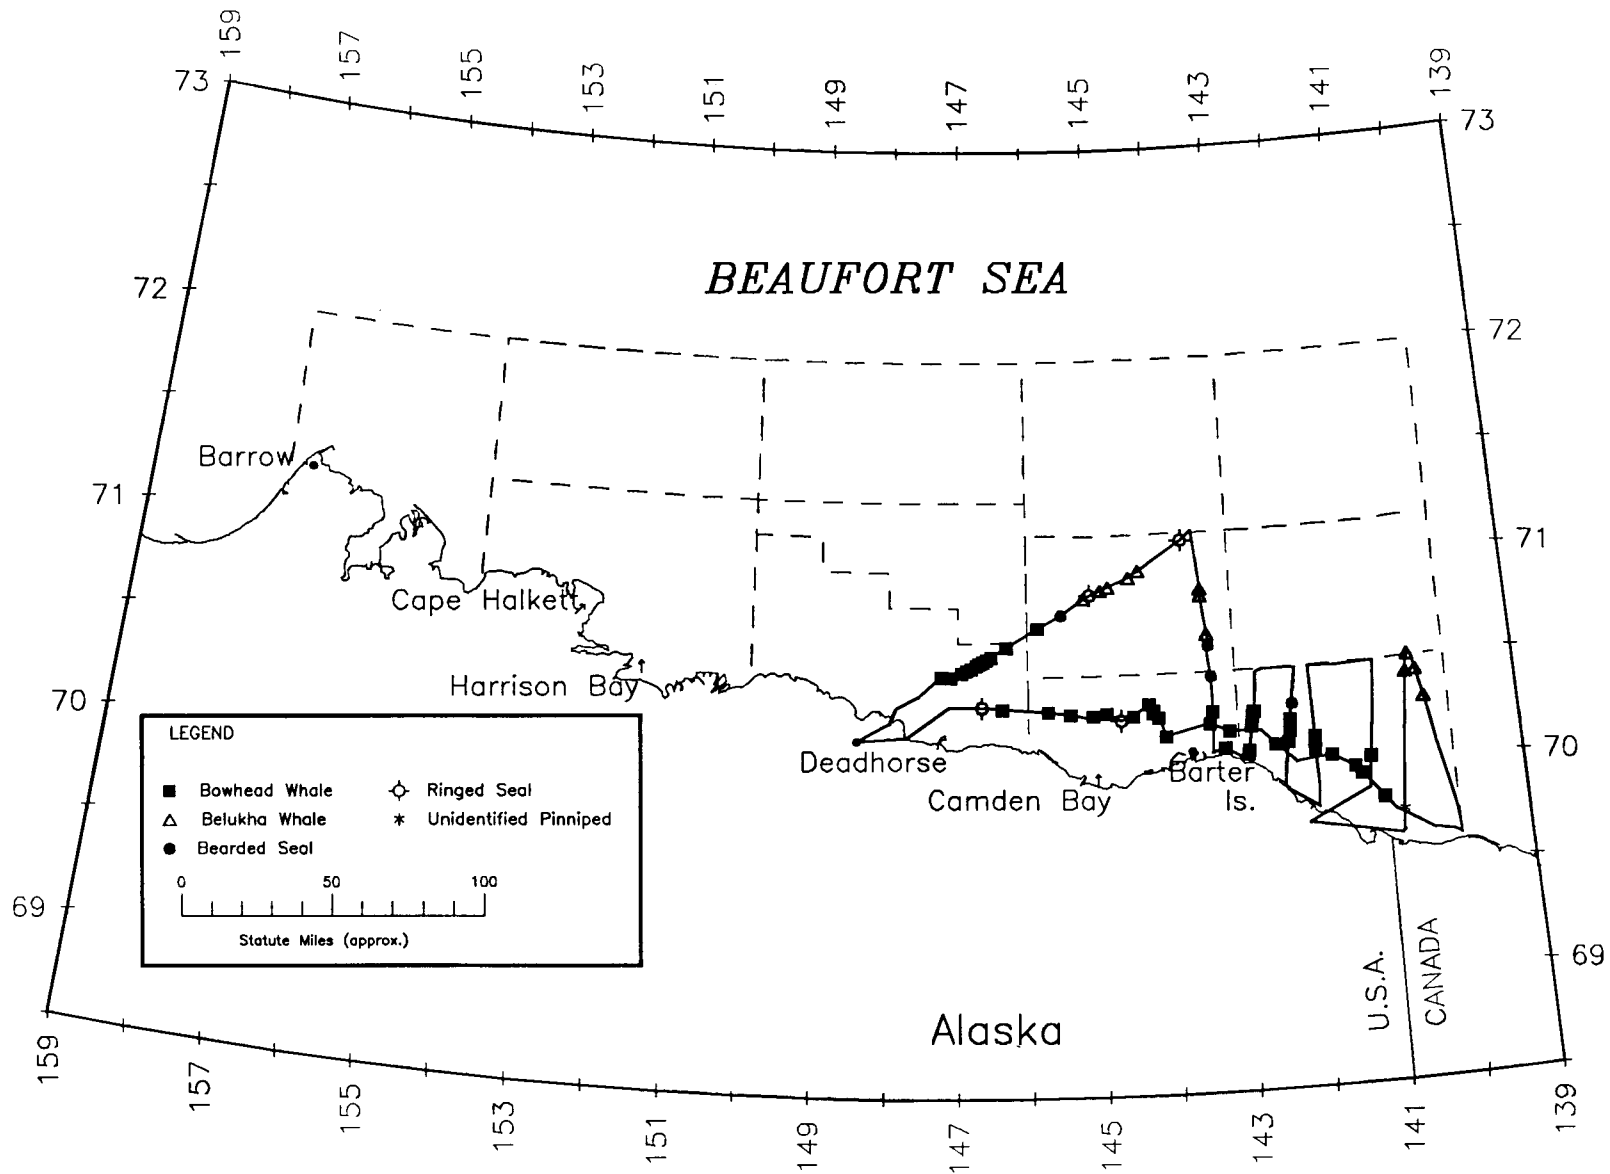 159
157
155
153
151
149
147
145
143
141
139
73
73
BEAUFORT SEA
72
72
Barrow
71
71
Cape Halkett
Harrison Bay
70
70
Deadhorse
Barter
Is.
Camden Bay
LEGEND
Bowhead Whale
Ringed Seal
Belukha Whale
Unidentified Pinniped
Bearded Seal
0 50 100
Statute Miles (approx.)
69
69
U.S.A.
CANADA
Alaska
159
157
155
153
151
149
147
145
143
141
139